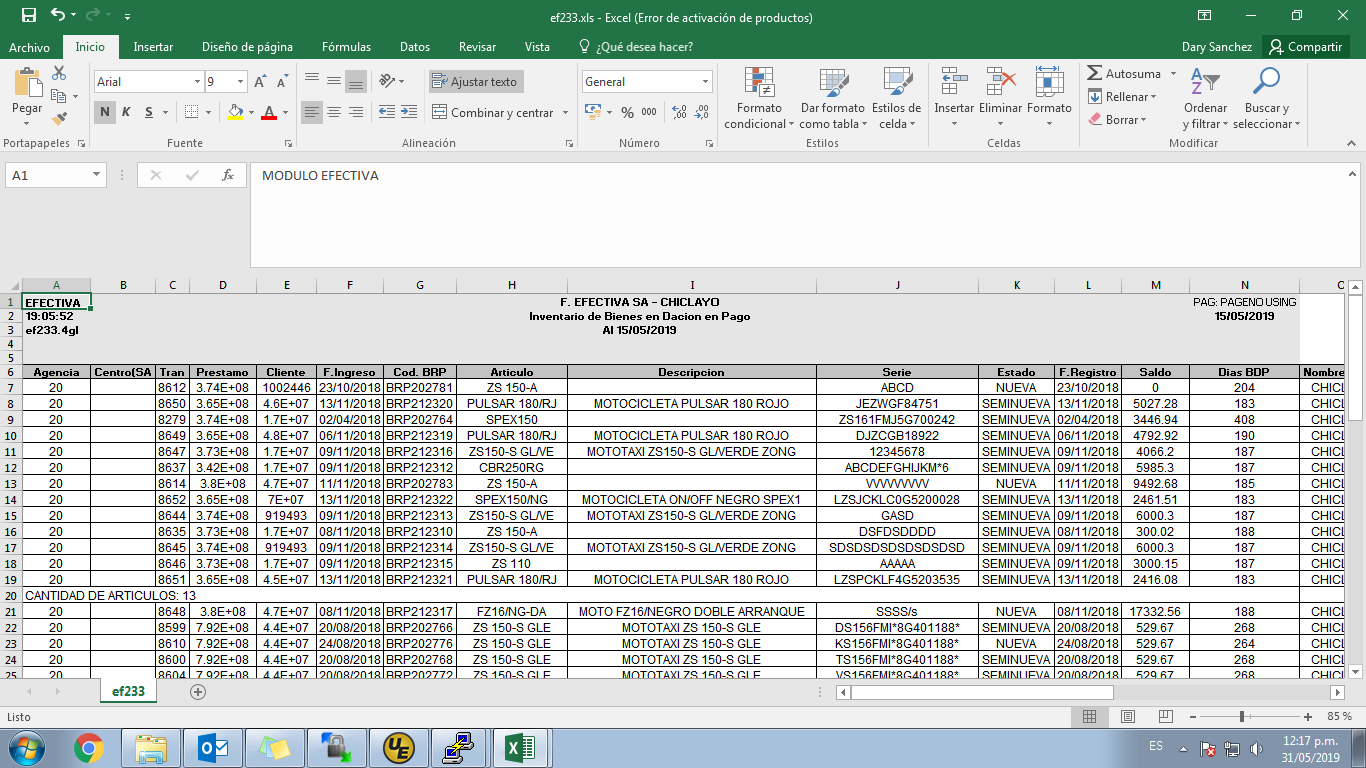 ef233.xls - Excel (Error de activación de productos)
Archivo Inicio Insertar Diseño de página Fórmulas Datos Revisar Vista ¿Qué desea hacer? Dary Sanchez Compartir
Pegar
Arial 9
N K S
Ajustar texto
Combinar y centrar
General
% 000
Formato condicional
Dar formato como tabla
Estilos de celda
Insertar Eliminar Formato
Autosuma
Rellenar
Borrar
Ordenar y filtrar
Buscar y seleccionar
Portapapeles Fuente Alineación Número Estilos Celdas Modificar
A1 fx MODULO EFECTIVA
A B C D E F G H I J K L M N
1 EFECTIVA F. EFECTIVA SA - CHICLAYO PAG: PAGENO USING
2 19:05:52 Inventario de Bienes en Dacion en Pago 15/05/2019
3 ef233.4gl Al 15/05/2019
4
5
6 Agencia Centro(SA Tran Prestamo Cliente F.Ingreso Cod. BRP Articulo Descripcion Serie Estado F.Registro Saldo Dias BDP Nombre
7 20 8612 3.74E+08 1002446 23/10/2018 BRP202781 ZS 150-A ABCD NUEVA 23/10/2018 0 204 CHICL
8 20 8650 3.65E+08 4.6E+07 13/11/2018 BRP212320 PULSAR 180/RJ MOTOCICLETA PULSAR 180 ROJO JEZWGF84751 SEMINUEVA 13/11/2018 5027.28 183 CHICL
9 20 8279 3.74E+08 1.7E+07 02/04/2018 BRP202764 SPEX150 ZS161FMJ5G700242 SEMINUEVA 02/04/2018 3446.94 408 CHICL
10 20 8649 3.65E+08 4.8E+07 06/11/2018 BRP212319 PULSAR 180/RJ MOTOCICLETA PULSAR 180 ROJO DJZCGB18922 SEMINUEVA 06/11/2018 4792.92 190 CHICL
11 20 8647 3.73E+08 1.7E+07 09/11/2018 BRP212316 ZS150-S GL/VE MOTOTAXI ZS150-S GL/VERDE ZONG 12345678 SEMINUEVA 09/11/2018 4066.2 187 CHICL
12 20 8637 3.42E+08 1.7E+07 09/11/2018 BRP212312 CBR250RG ABCDEFGHIJKM*6 SEMINUEVA 09/11/2018 5985.3 187 CHICL
13 20 8614 3.8E+08 4.7E+07 11/11/2018 BRP202783 ZS 150-A VVVVVVVVV NUEVA 11/11/2018 9492.68 185 CHICL
14 20 8652 3.65E+08 7E+07 13/11/2018 BRP212322 SPEX150/NG MOTOCICLETA ON/OFF NEGRO SPEX1 LZSJCKLC0G5200028 SEMINUEVA 13/11/2018 2461.51 183 CHICL
15 20 8644 3.74E+08 919493 09/11/2018 BRP212313 ZS150-S GL/VE MOTOTAXI ZS150-S GL/VERDE ZONG GASD SEMINUEVA 09/11/2018 6000.3 187 CHICL
16 20 8635 3.73E+08 1.7E+07 08/11/2018 BRP212310 ZS 150-A DSFDSDDDD SEMINUEVA 08/11/2018 300.02 188 CHICL
17 20 8645 3.74E+08 919493 09/11/2018 BRP212314 ZS150-S GL/VE MOTOTAXI ZS150-S GL/VERDE ZONG SDSDSDSDSDSDSDSD SEMINUEVA 09/11/2018 6000.3 187 CHICL
18 20 8646 3.73E+08 1.7E+07 09/11/2018 BRP212315 ZS 110 AAAAA SEMINUEVA 09/11/2018 3000.15 187 CHICL
19 20 8651 3.65E+08 4.5E+07 13/11/2018 BRP212321 PULSAR 180/RJ MOTOCICLETA PULSAR 180 ROJO LZSPCKLF4G5203535 SEMINUEVA 13/11/2018 2416.08 183 CHICL
20 CANTIDAD DE ARTICULOS: 13
21 20 8648 3.8E+08 4.7E+07 08/11/2018 BRP212317 FZ16/NG-DA MOTO FZ16/NEGRO DOBLE ARRANQUE SSSS/s NUEVA 08/11/2018 17332.56 188 CHICL
22 20 8599 7.92E+08 4.4E+07 20/08/2018 BRP202766 ZS 150-S GLE MOTOTAXI ZS 150-S GLE DS156FMI*8G401188* SEMINUEVA 20/08/2018 529.67 268 CHICL
23 20 8610 7.92E+08 4.4E+07 24/08/2018 BRP202776 ZS 150-S GLE MOTOTAXI ZS 150-S GLE KS156FMI*8G401188* NUEVA 24/08/2018 529.67 264 CHICL
24 20 8600 7.92E+08 4.4E+07 20/08/2018 BRP202768 ZS 150-S GLE MOTOTAXI ZS 150-S GLE TS156FMI*8G401188* SEMINUEVA 20/08/2018 529.67 268 CHICL
25 20 8604 7.92E+08 4.4E+07 20/08/2018 BRP202772 ZS 150-S GLE MOTOTAXI ZS 150-S GLE VS156FMI*8G401188* SEMINUEVA 20/08/2018 529.67 268 CHICL
ef233
Listo 85 %
ES 12:17 p.m.
31/05/2019